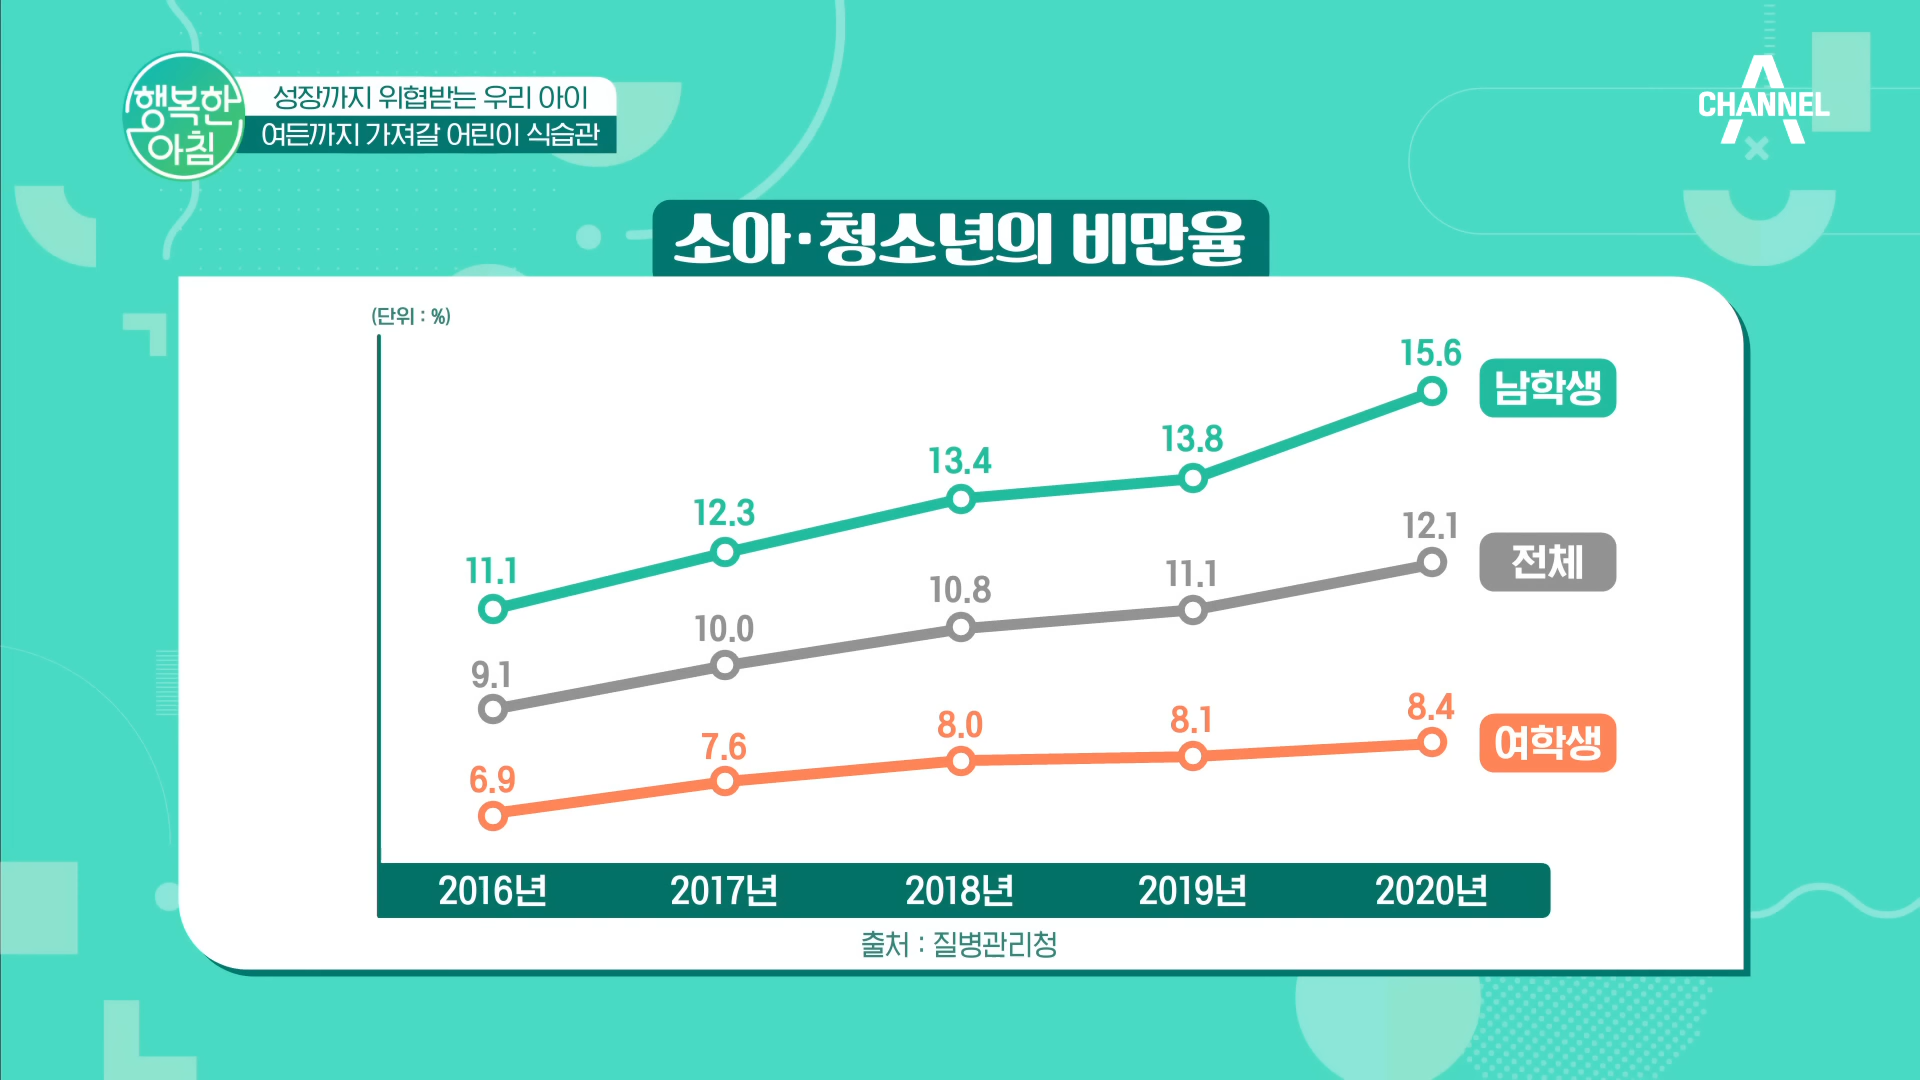 행복한
아침
성장까지 위협받는 우리 아이
여든까지 가져갈 어린이 식습관
CHANNEL A
소아·청소년의 비만율
(단위 : %)
15.6
남학생
13.8
13.4
12.3
11.1
12.1
전체
11.1
10.8
10.0
9.1
8.4
여학생
8.1
8.0
7.6
6.9
2016년 2017년 2018년 2019년 2020년
출처 : 질병관리청